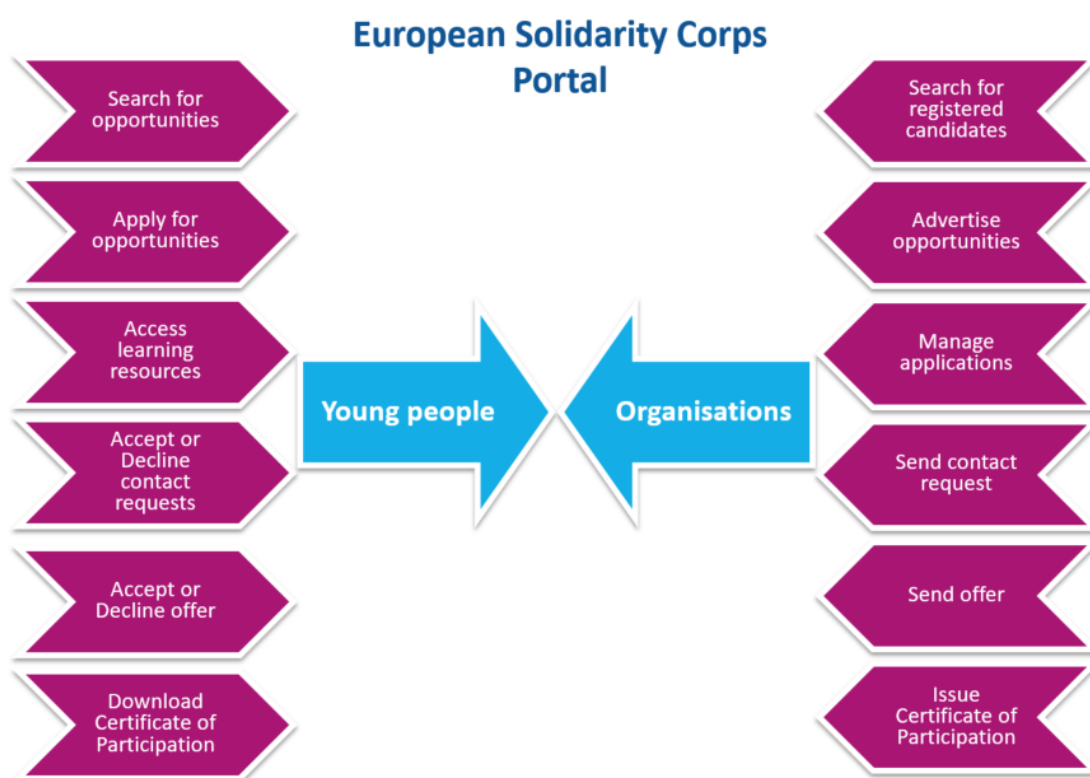 European Solidarity Corps
Portal
Search for
opportunities
Apply for
opportunities
Access
learning
resources
Accept or
Decline
contact
requests
Accept or
Decline offer
Download
Certificate of
Participation
Young people
Organisations
Search for
registered
candidates
Advertise
opportunities
Manage
applications
Send contact
request
Send offer
Issue
Certificate of
Participation